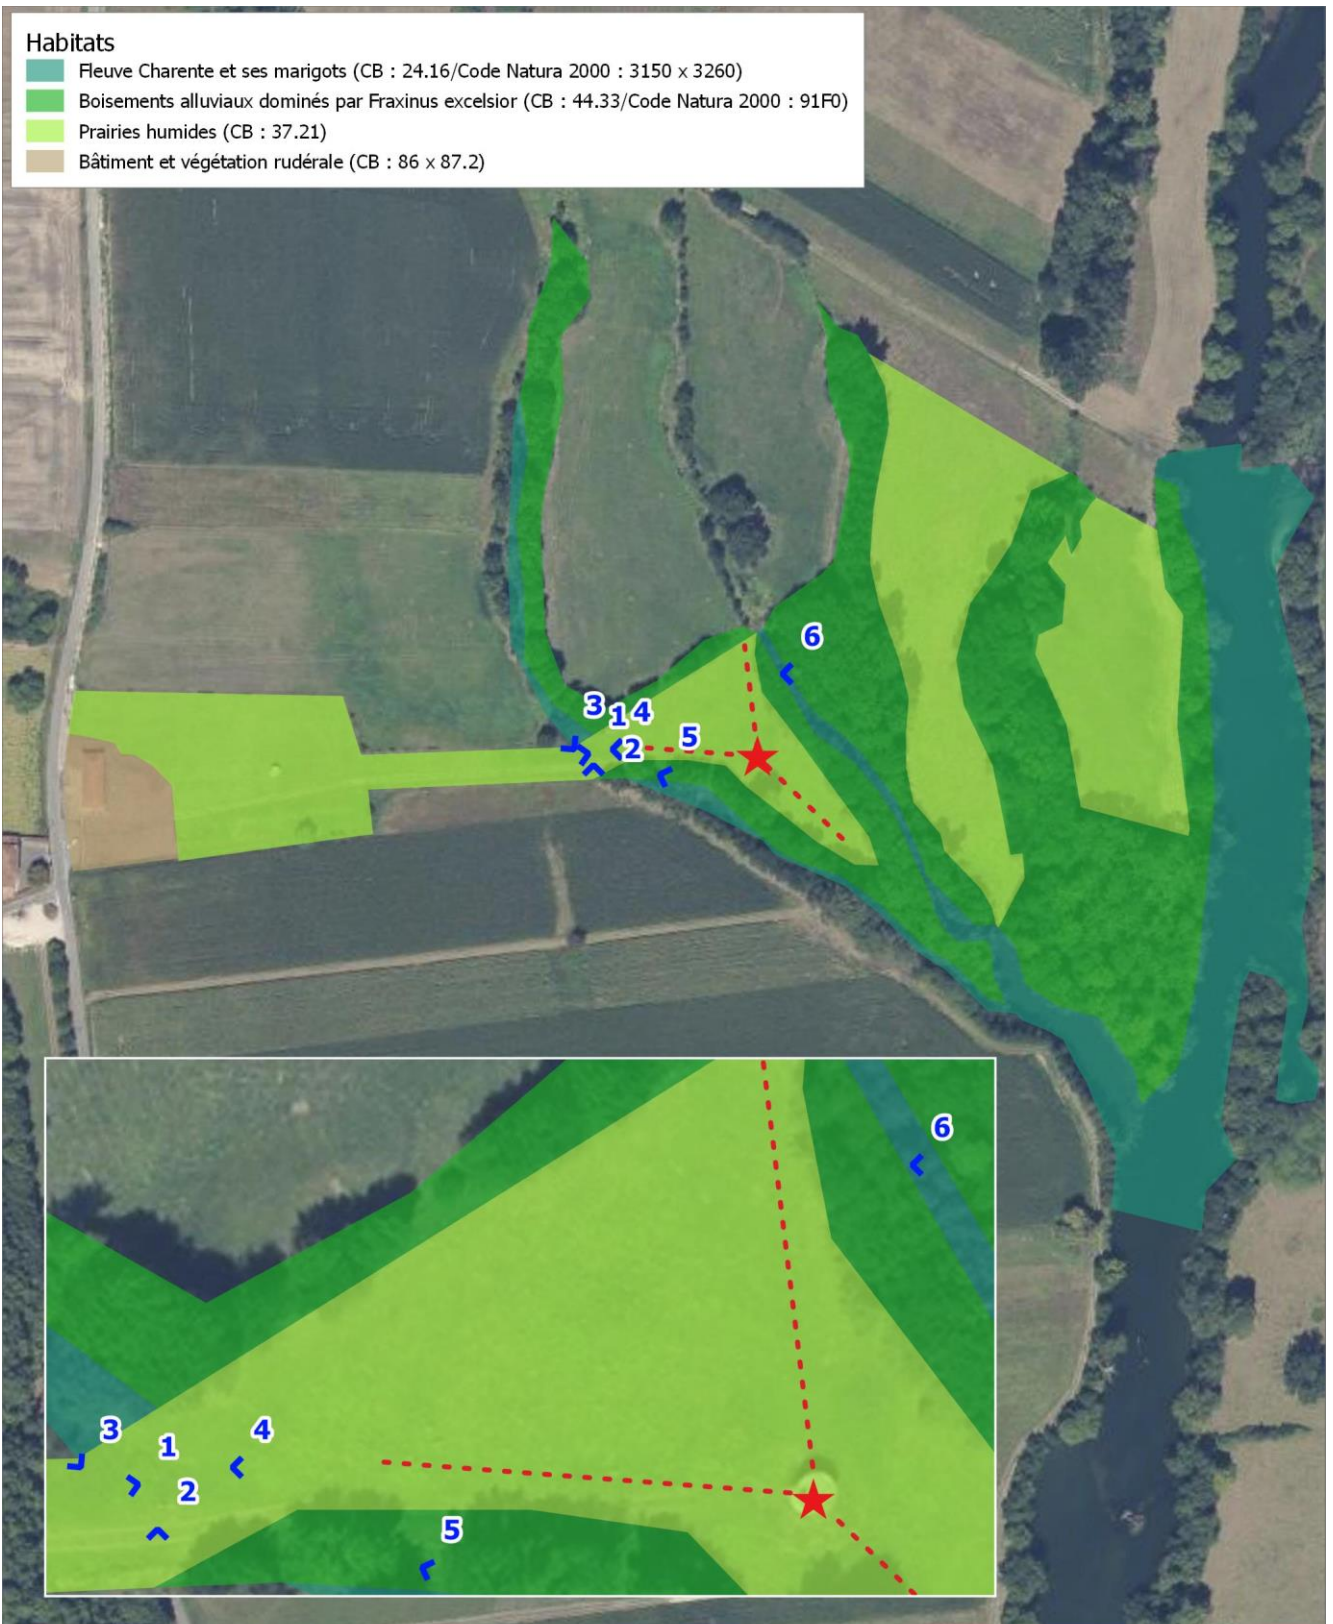 Habitats
Fleuve Charente et ses marigots (CB : 24.16/Code Natura 2000 : 3150 x 3260)
Boisements alluviaux dominés par Fraxinus excelsior (CB : 44.33/Code Natura 2000 : 91F0)
Prairies humides (CB : 37.21)
Bâtiment et végétation rudérale (CB : 86 x 87.2)
6
3
1
4
2
5
6
3
1
4
2
5